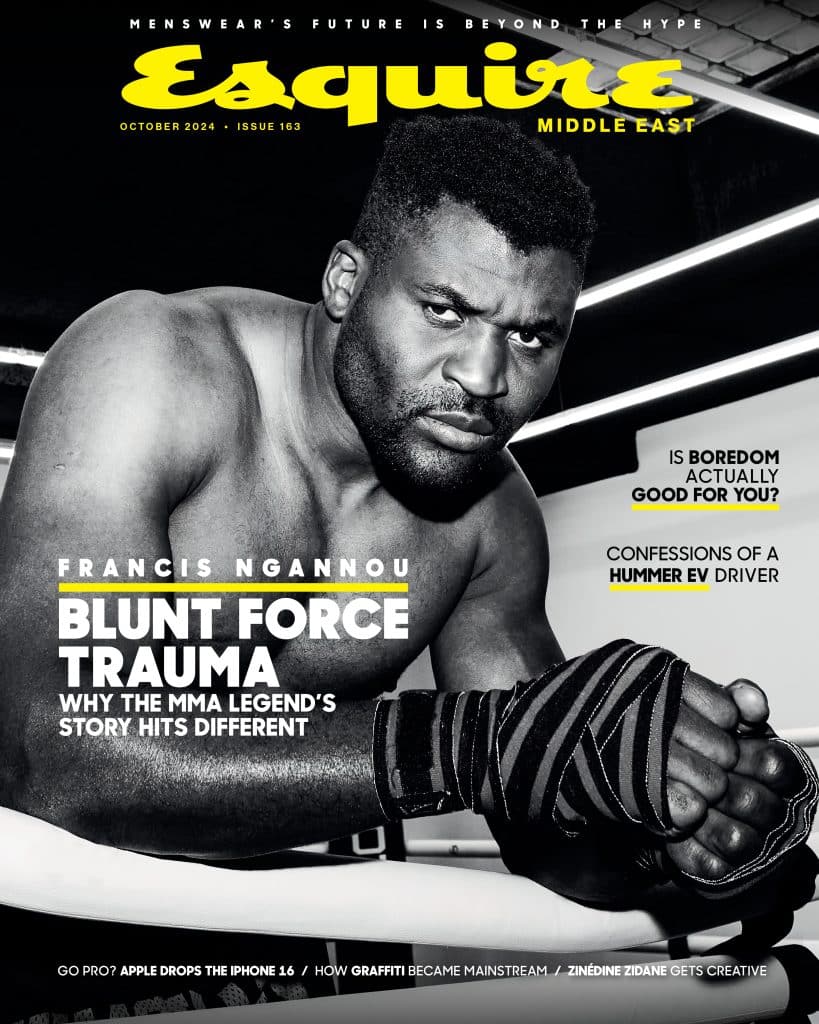 MENSWEAR'S FUTURE IS BEYOND THE HYPE
Esquire
OCTOBER 2024 • ISSUE 163
MIDDLE EAST
IS BOREDOM
ACTUALLY
GOOD FOR YOU?
CONFESSIONS OF A
HUMMER EV DRIVER
FRANCIS NGANNOU
BLUNT FORCE
TRAUMA
WHY THE MMA LEGEND'S
STORY HITS DIFFERENT
GO PRO? APPLE DROPS THE IPHONE 16 / HOW GRAFFITI BECAME MAINSTREAM / ZINÉDINE ZIDANE GETS CREATIVE